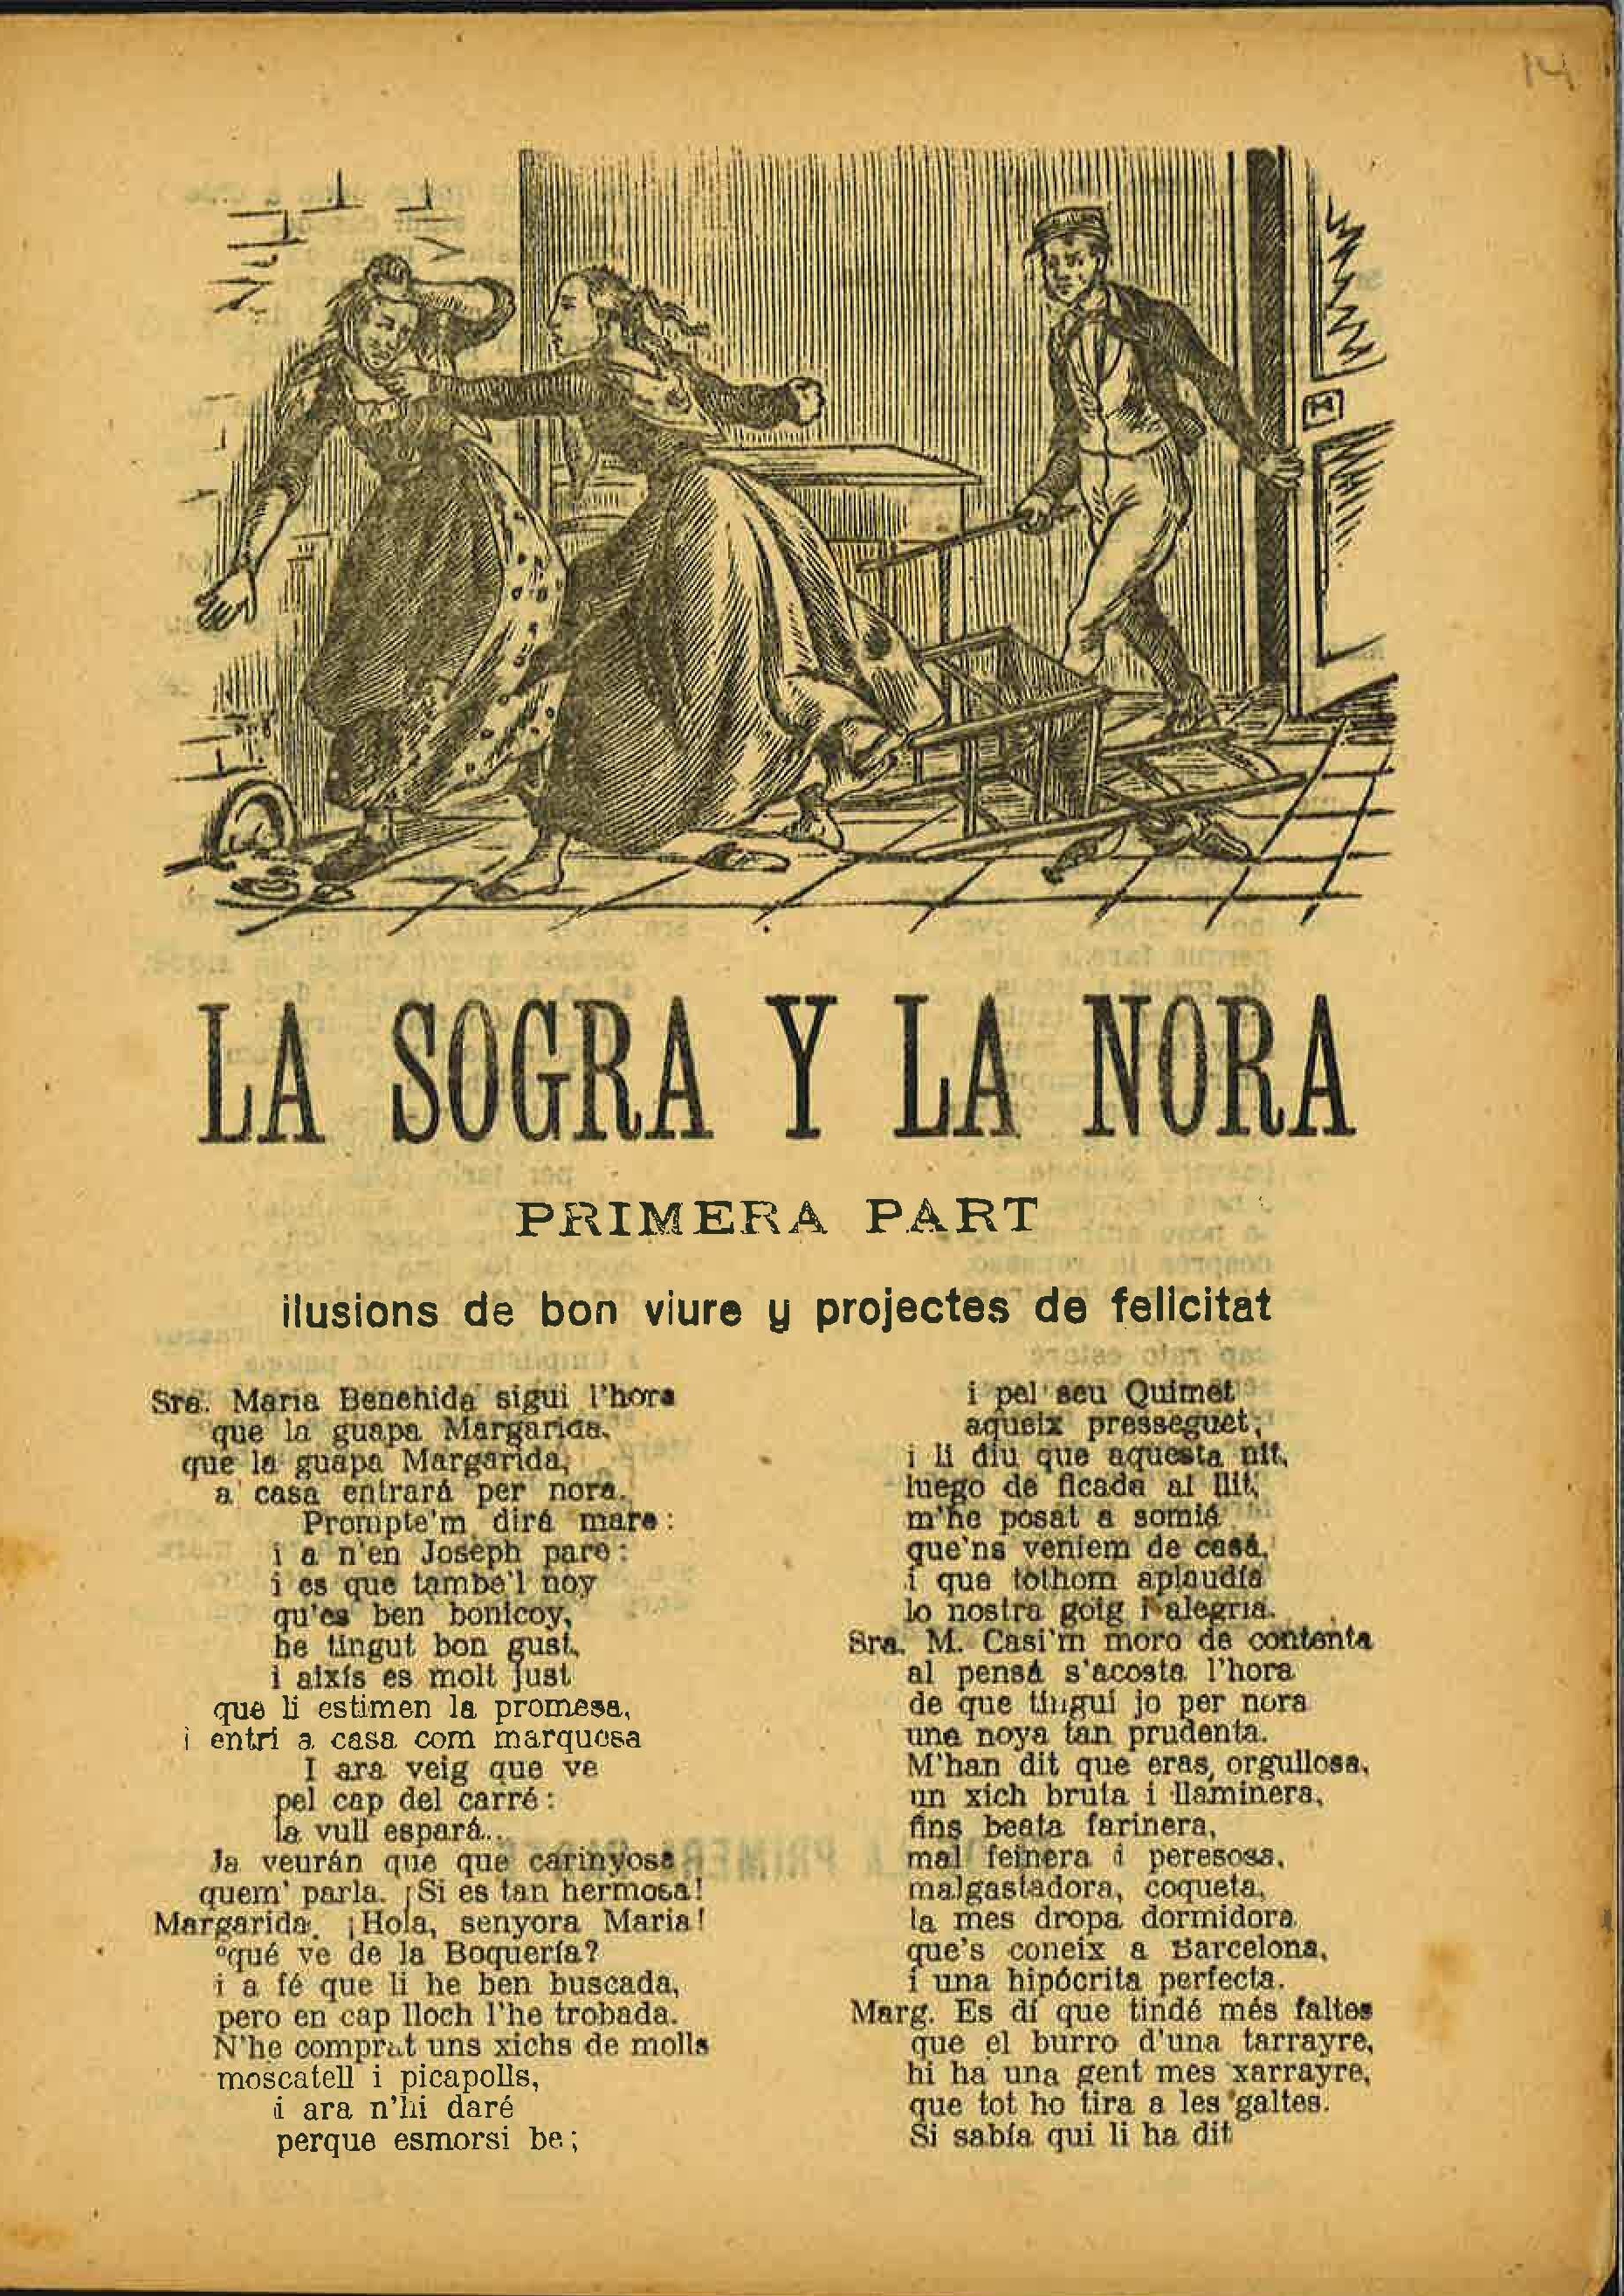 14
LA SOGRA Y LA NORA
PRIMERA PART
ilusions de bon viure y projectes de felicitat
Sra. Maria Benehida sigui l'hora
que la guapa Margarida,
que la guapa Margarida,
a casa entrará per nora.
Prompte'm dirá mare:
i a n'en Joseph pare:
i es que tambe'l noy
qu'es ben bonicoy,
he tingut bon gust,
i aixís es molt just
que li estimen la promesa,
i entri a casa com marquesa
I ara veig que ve
pel cap del carré:
la vull espará..
Ja veurán que que carinyosa
quem' parla. ¡Si es tan hermosa!
Margarida. ¡Hola, senyora Maria!
qué ve de la Boquería?
i a fé que li he ben buscada,
pero en cap lloch l'he trobada.
N'he comprat uns xichs de molls
moscatell i picapolls,
i ara n'hi daré
perque esmorsi be;
i pel seu Quimet
aqueix presseguet;
i li diu que aquesta nit,
luego de ficada al llit,
m'he posat a somiá
que'ns veniem de casá,
i que tothom aplaudía
lo nostra goig i alegria.
Sra. M. Casi'm moro de contenta
al pensá s'acosta l'hora
de que tingui jo per nora
una noya tan prudenta.
M'han dit que eras, orgullosa,
un xich bruta i llaminera,
fins beata farinera,
mal feinera i peresosa,
malgastadora, coqueta,
la mes dropa dormidora
que's coneix a Barcelona,
i una hipócrita perfecta.
Marg. Es dí que tindé més faltes
que el burro d'una tarrayre,
hi ha una gent mes xarrayre,
que tot ho tira a les galtes.
Si sabía qui li ha dit